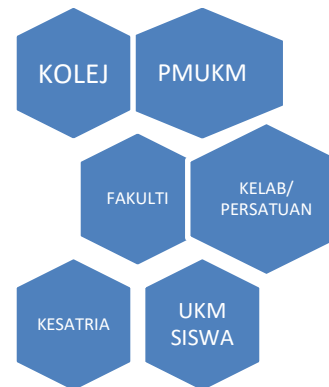 KOLEJ
PMUKM
FAKULTI
KELAB/
PERSATUAN
KESATRIA
UKM
SISWA